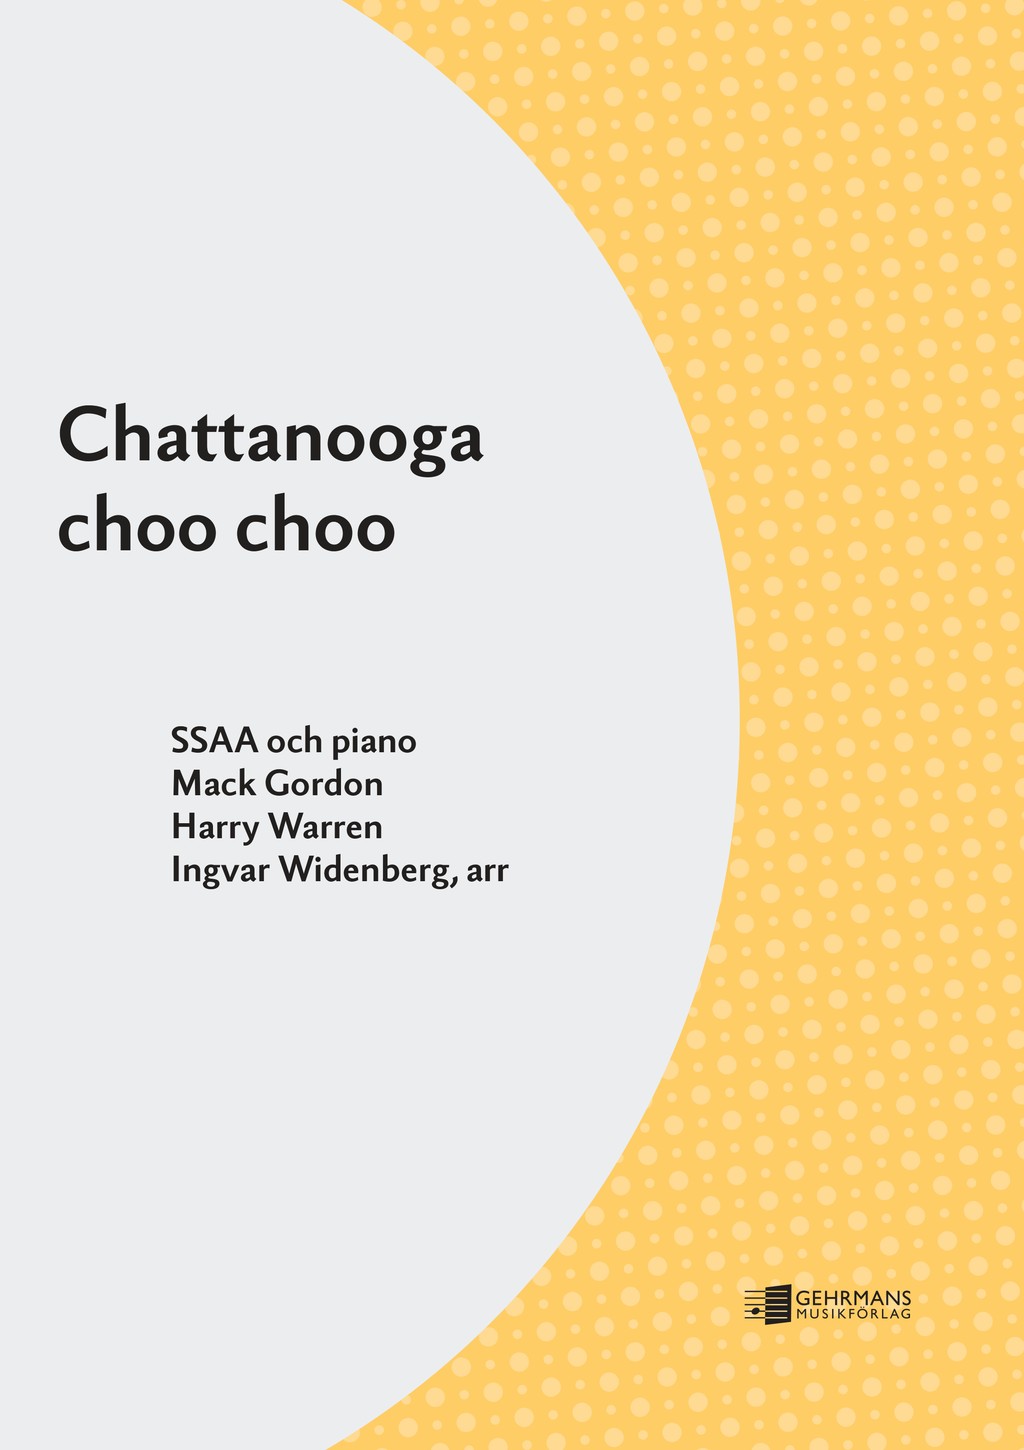 Chattanooga
choo choo
SSAA och piano
Mack Gordon
Harry Warren
Ingvar Widenberg, arr
GEHRMANS
MUSIKFÖRLAG